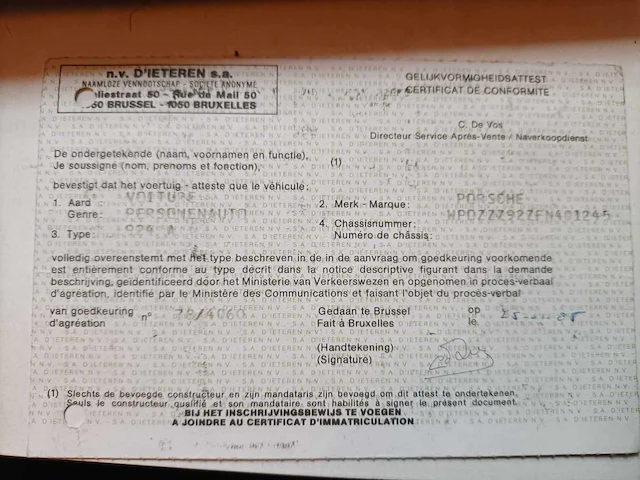 n.v. D'IETEREN s.a.
NAAMLOZE VENNOOTSCHAP - SOCIÉTÉ ANONYME
liestraat 50 - Rue du Mail 50
50 BRUSSEL - 1050 BRUXELLES
GELIJKVORMIGHEIDSATTEST
CERTIFICAT DE CONFORMITE
C. De Vos
Directeur Service Après-Vente / Naverkoopdienst
De ondergetekende (naam, voornamen en functie),
Je soussigné (nom, prenoms et fonction),
(1)
bevestigt dat het voertuig - atteste que le véhicule:
1. Aard : VOITURE
Genre: PERSONENAUTO
2. Merk - Marque: PORSCHE
3. Type:
4. Chassisnummer:
Numéro de châssis: WPOZZZ92ZFN401245
volledig overeenstemt met het type beschreven in de in de aanvraag om goedkeuring voorkomende
est entièrement conforme au type décrit dans la notice descriptive figurant dans la demande
beschrijving, geïdentificeerd door het Ministerie van Verkeerswezen en opgenomen in proces-verbaal
d'agréation, identifié par le Ministère des Communications et faisant l'objet du procès-verbal
van goedkeuring
d'agréation
n° 78/4060
Gedaan te Brussel
Fait à Bruxelles
op
le
(Handtekening)
(Signature)
(1) Slechts de bevoegde constructeur en zijn mandataris zijn bevoegd om dit attest te ondertekenen.
Seuls le constructeur qualifié et son mandataire sont habilités à signer le présent document.
BIJ HET INSCHRIJVINGSBEWIJS TE VOEGEN
A JOINDRE AU CERTIFICAT D'IMMATRICULATION